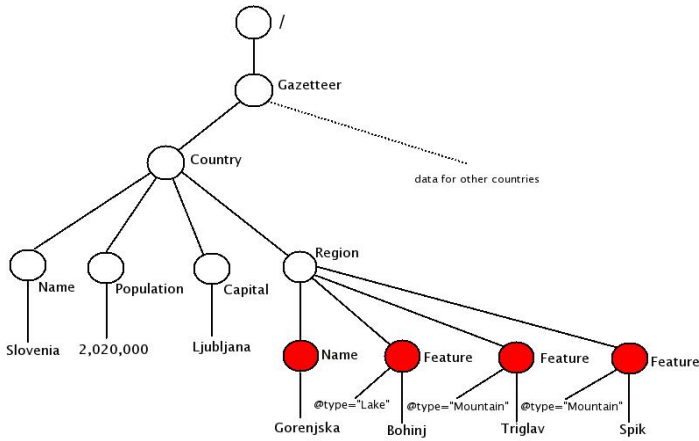 /
Gazetteer
Country
data for other countries
Region
Name
Population
Capital
Slovenia
2,020,000
Ljubljana
Name
Feature
Feature
Feature
@type="Lake"
@type="Mountain"
@type="Mountain"
Gorenjska
Bohinj
Triglav
Spik